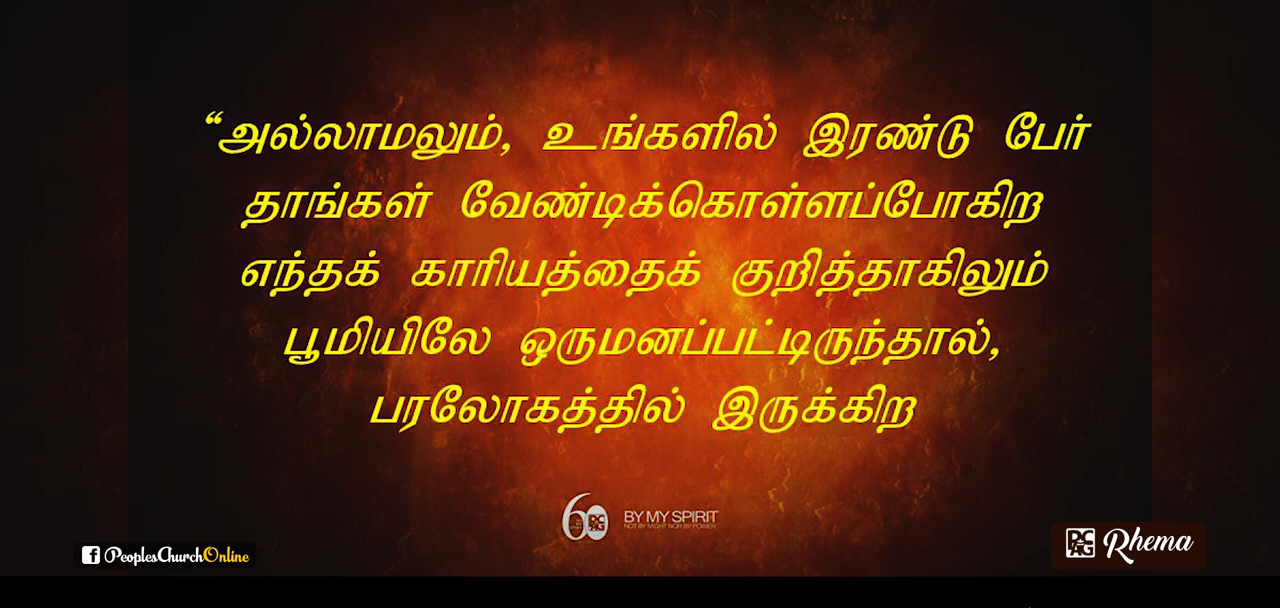 “அல்லாமலும், உங்களில் இரண்டு பேர்
தாங்கள் வேண்டிக்கொள்ளப்போகிற
எந்தக் காரியத்தைக் குறித்தாகிலும்
பூமியிலே ஒருமனப்பட்டிருந்தால்,
பரலோகத்தில் இருக்கிற
60 BY MY SPIRIT
NOT BY MIGHT NOR BY POWER
f PeoplesChurchOnline
Rhema